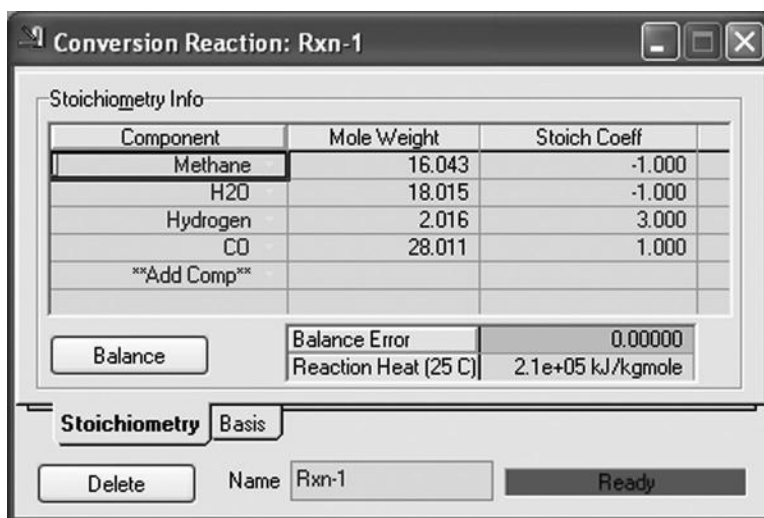 Conversion Reaction: Rxn-1
Stoichiometry Info
Component Mole Weight Stoich Coeff
Methane 16.043 -1.000
H2O 18.015 -1.000
Hydrogen 2.016 3.000
CO 28.011 1.000
**Add Comp**
Balance
Balance Error 0.00000
Reaction Heat (25 C) 2.1e+05 kJ/kgmole
Stoichiometry Basis
Delete Name Rxn-1 Ready